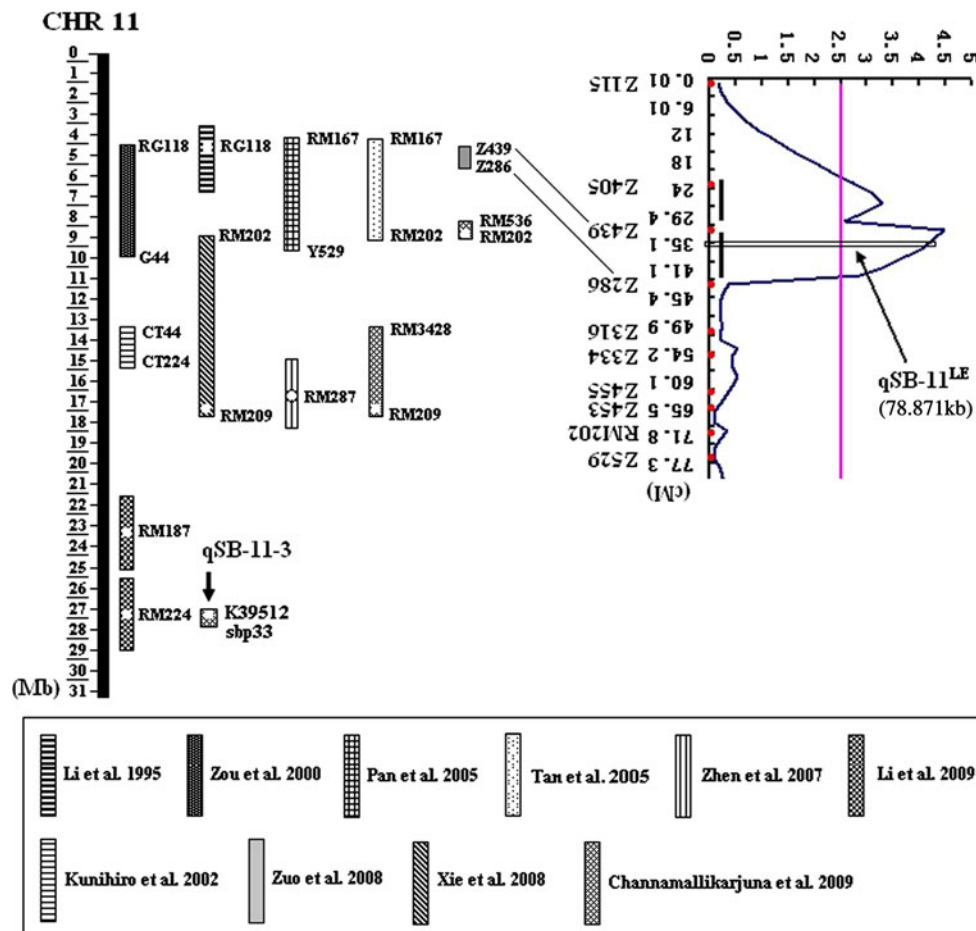 CHR 11
0
1
2
3
4
5
6
7
8
9
10
11
12
13
14
15
16
17
18
19
20
21
22
23
24
25
26
27
28
29
30
31
(Mb)
RG118
G44
CT44
CT224
RM187
RM224
RG118
RM202
RM209
qSB-11-3
K39512
sbp33
RM167
Y529
RM287
RM167
RM202
RM3428
RM209
Z439
Z286
RM536
RM202
0 0.5 1 1.5 2 2.5 3 3.5 4 4.5 5
Z115 0.01
6.01
12
18
Z405 24
29.4
Z439
35.1
41.1
Z286
45.4
Z316 49.9
Z334 54.2
60.1
Z455
Z453 65.5
RM202 71.8
Z529 77.3
(cM)
qSB-11LE
(78.871kb)
Li et al. 1995
Zou et al. 2000
Pan et al. 2005
Tan et al. 2005
Zhen et al. 2007
Li et al. 2009
Kunihiro et al. 2002
Zuo et al. 2008
Xie et al. 2008
Channamallikarjuna et al. 2009